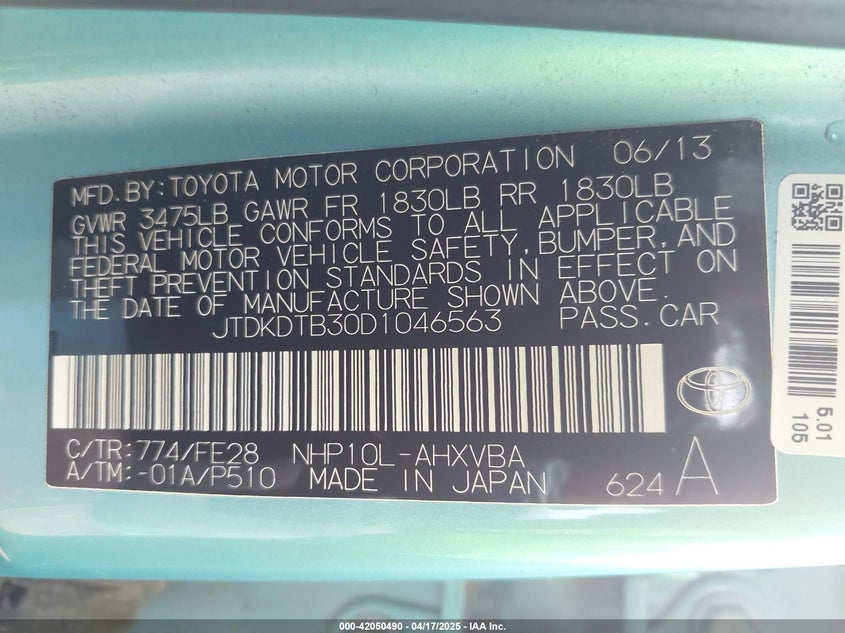 MFD.BY:TOYOTA MOTOR CORPORATION 06/13
GVWR 3475LB GAWR FR 1830LB RR 1830LB
THIS VEHICLE CONFORMS TO ALL APPLICABLE
FEDERAL MOTOR VEHICLE SAFETY,BUMPER,AND
THEFT PREVENTION STANDARDS IN EFFECT ON
THE DATE OF MANUFACTURE SHOWN ABOVE.
JTDKDTB30D1046563 PASS.CAR
C/TR:774/FE28 NHP10L-AHXVBA
A/TM:-01A/P510 MADE IN JAPAN 624 A
5.01
105
000-42050490 - 04/17/2025 - IAA Inc.